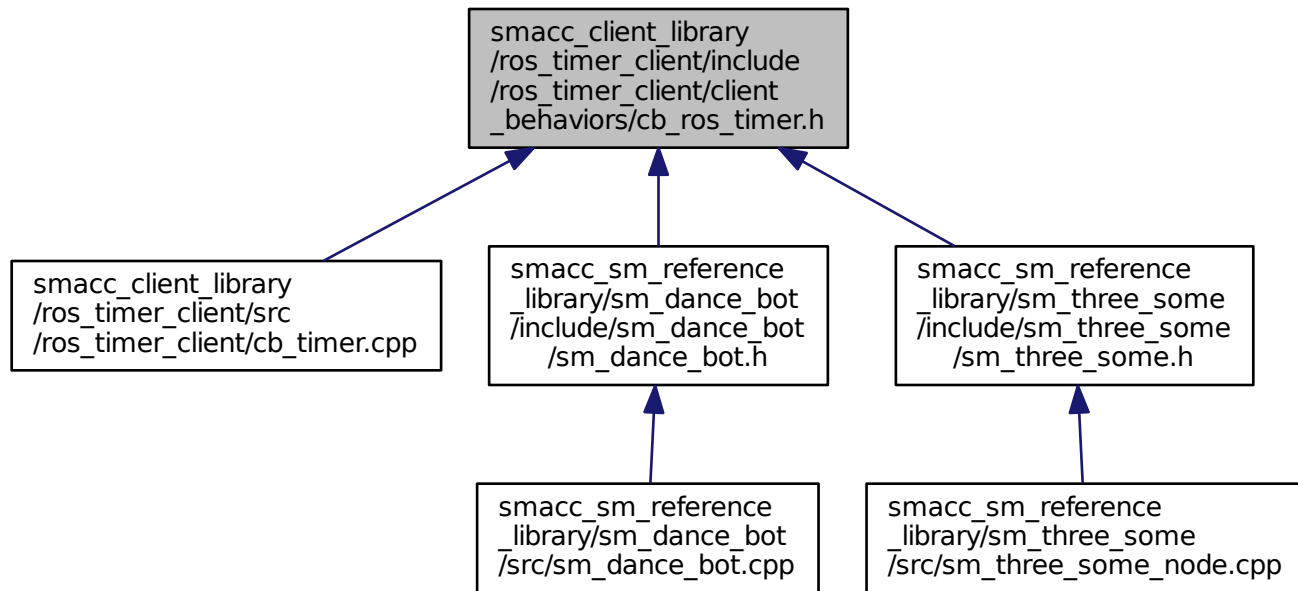 smacc_client_library
/ros_timer_client/include
/ros_timer_client/client
_behaviors/cb_ros_timer.h
smacc_client_library
/ros_timer_client/src
/ros_timer_client/cb_timer.cpp
smacc_sm_reference
_library/sm_dance_bot
/include/sm_dance_bot
/sm_dance_bot.h
smacc_sm_reference
_library/sm_three_some
/include/sm_three_some
/sm_three_some.h
smacc_sm_reference
_library/sm_dance_bot
/src/sm_dance_bot.cpp
smacc_sm_reference
_library/sm_three_some
/src/sm_three_some_node.cpp